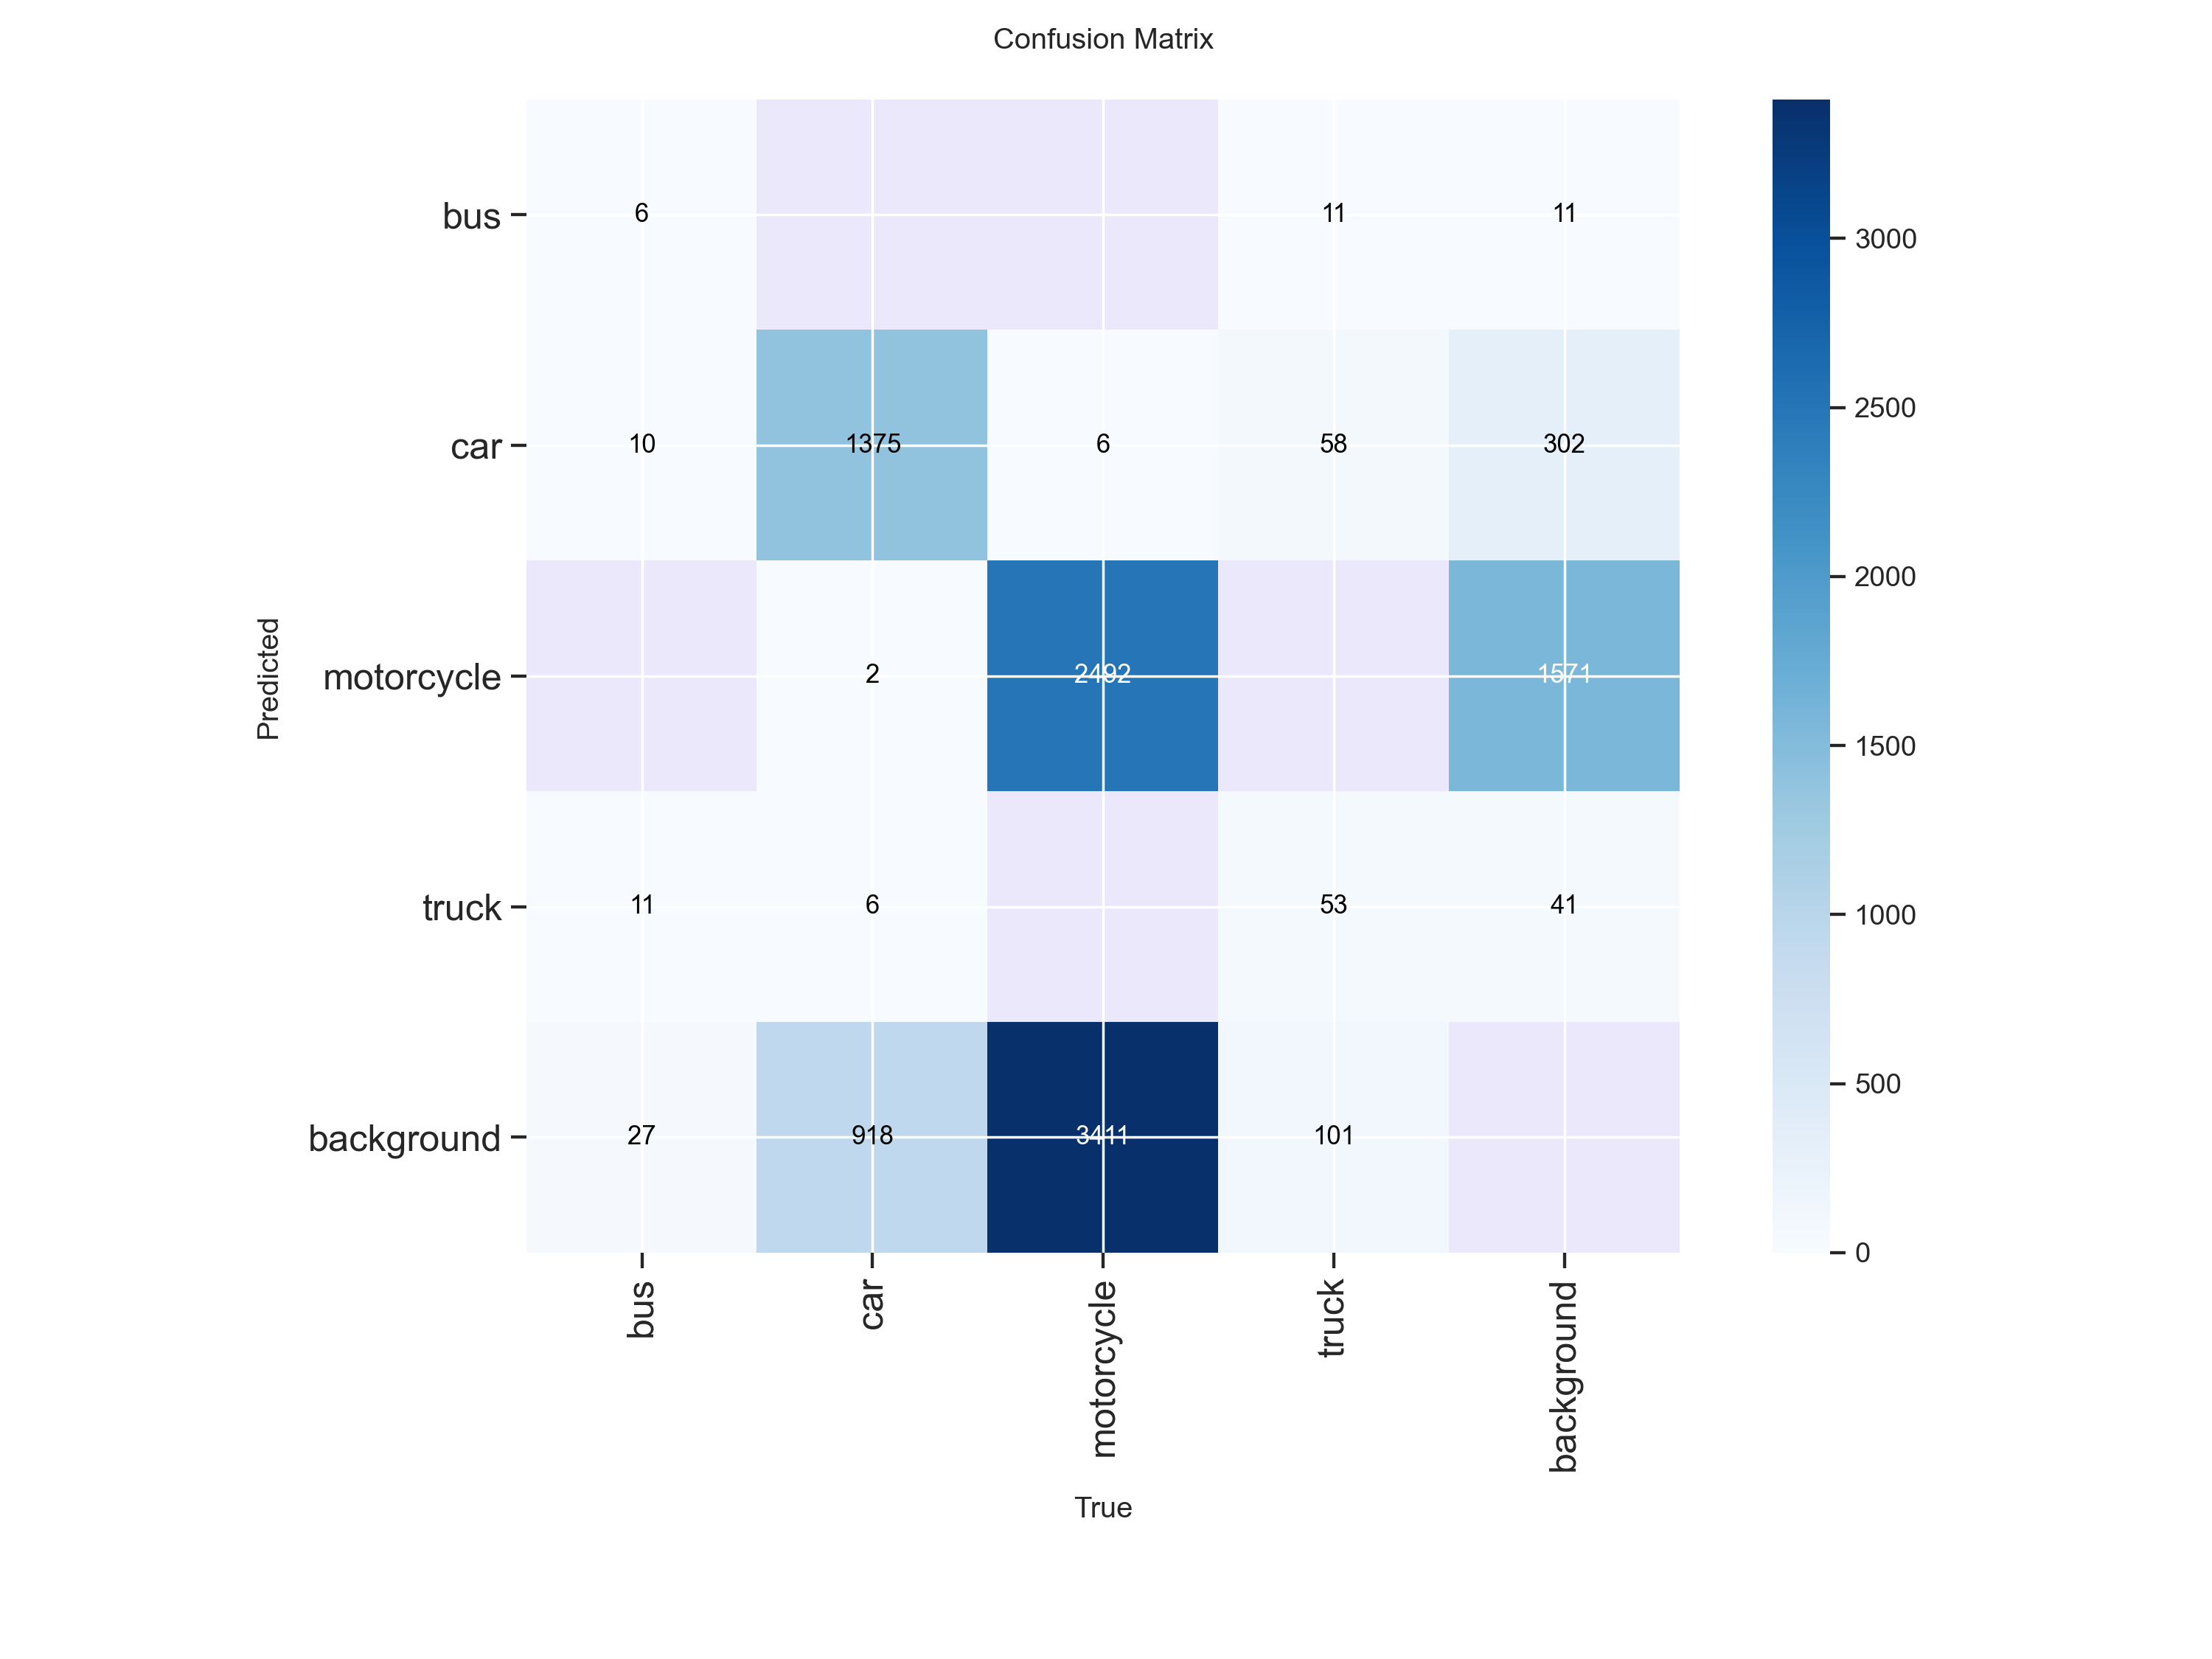 Confusion Matrix
bus
6
11
11
3000
2500
car
10
1375
6
58
302
2000
Predicted
motorcycle
2
2492
1571
1500
1000
truck
11
6
53
41
500
background
27
918
3411
101
0
bus
car
motorcycle
truck
background
True